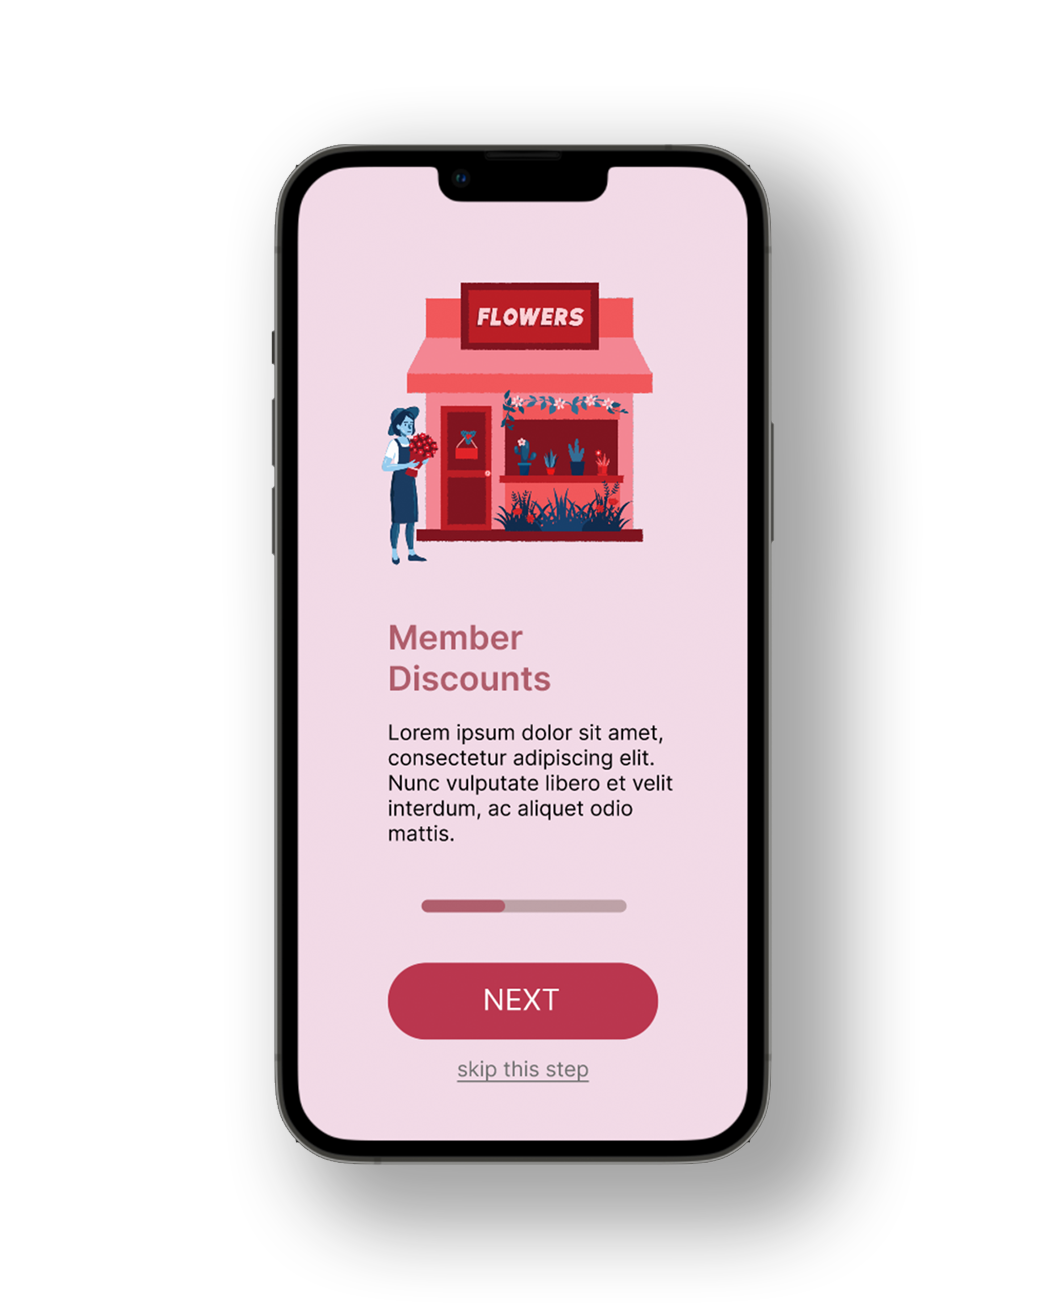 FLOWERS
Member
Discounts
Lorem ipsum dolor sit amet,
consectetur adipiscing elit.
Nunc vulputate libero et velit
interdum, ac aliquet odio
mattis.
NEXT
skip this step